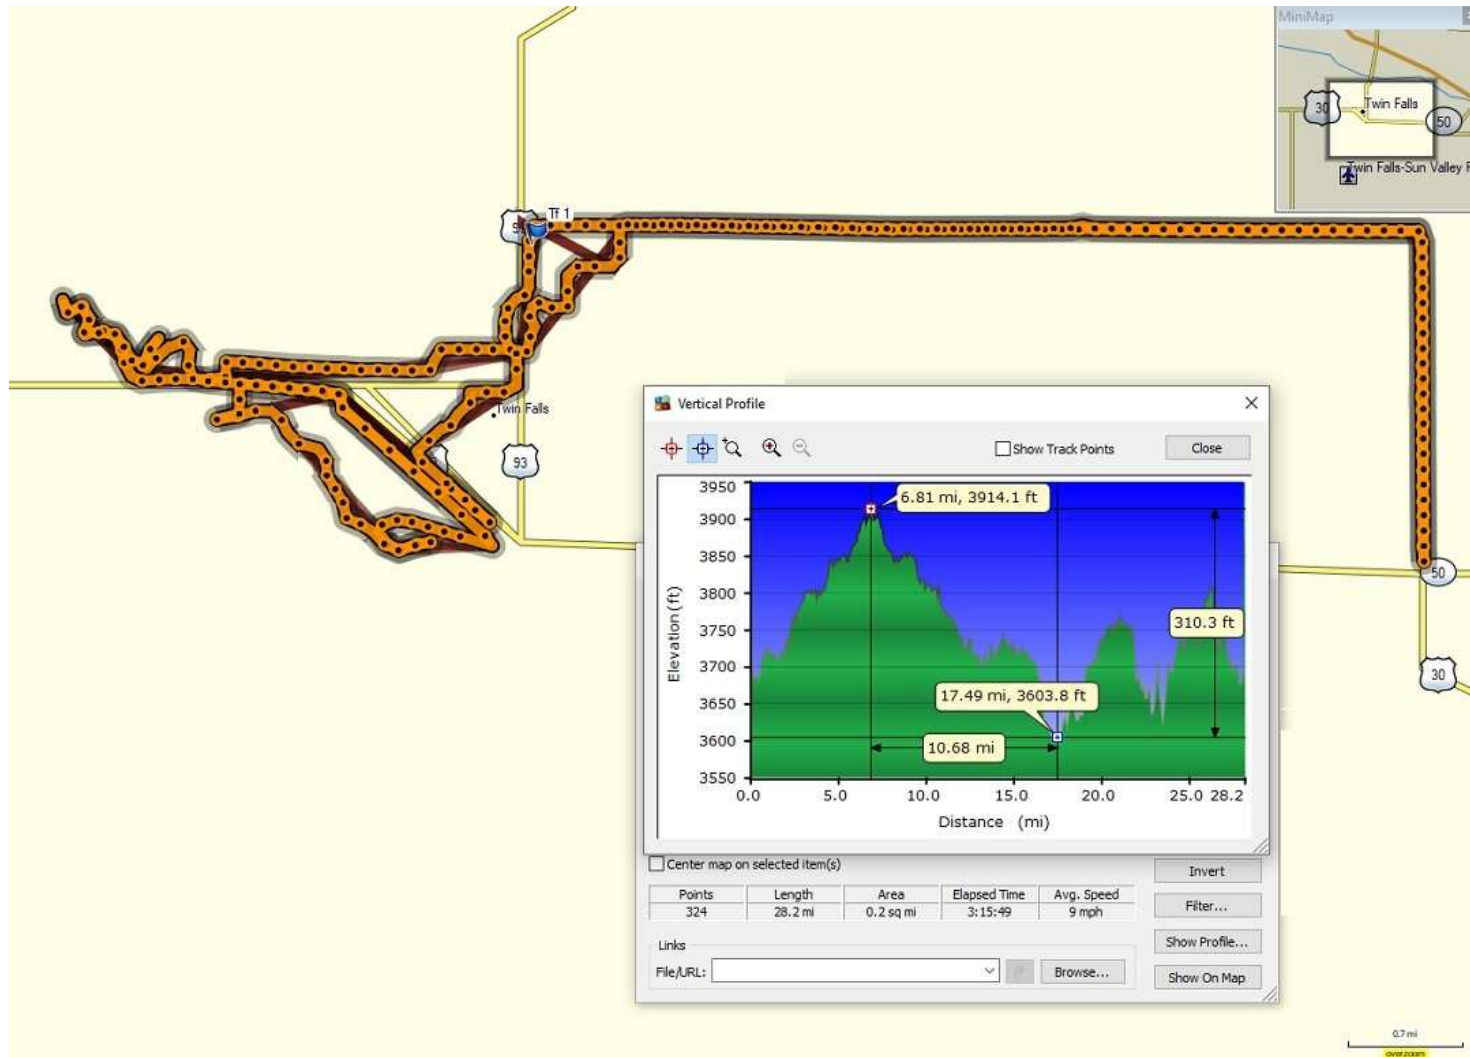 MiniMap
30
Twin Falls
50
Twin Falls-Sun Valley R
Tf 1
Twin Falls
93
Vertical Profile
Show Track Points
Close
3950
3900
3850
3800
3750
3700
3650
3600
3550
Elevation (ft)
6.81 mi, 3914.1 ft
310.3 ft
17.49 mi, 3603.8 ft
10.68 mi
0.0 5.0 10.0 15.0 20.0 25.0 28.2
Distance (mi)
50
30
Center map on selected item(s)
Invert
Points Length Area Elapsed Time Avg. Speed
324 28.2 mi 0.2 sq mi 3:15:49 9 mph
Filter...
Links
Show Profile...
File/URL:
Browse...
Show On Map
0.7 mi
overzoom